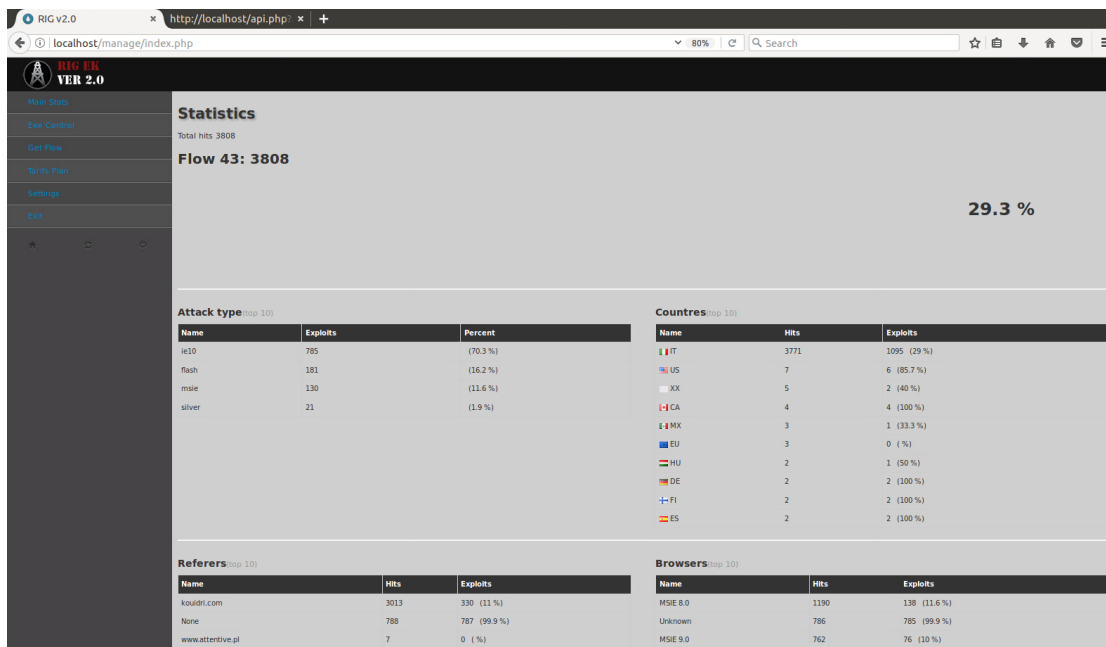 RIG v2.0 × http://localhost/api.php? × +
localhost/manage/index.php 80% Search
RIG EK
VER 2.0
Main Stats
Exe Control
Get Flow
Tarifs Plan
Settings
Exit
Statistics
Total hits 3808
Flow 43: 3808
29.3 %
Attack type(top 10)
Name Exploits Percent
ie10 785 (70.3 %)
flash 181 (16.2 %)
msie 130 (11.6 %)
silver 21 (1.9 %)
Countres(top 10)
Name Hits Exploits
IT 3771 1095 (29 %)
US 7 6 (85.7 %)
XX 5 2 (40 %)
CA 4 4 (100 %)
MX 3 1 (33.3 %)
EU 3 0 ( %)
HU 2 1 (50 %)
DE 2 2 (100 %)
FI 2 2 (100 %)
ES 2 2 (100 %)
Referers(top 10)
Name Hits Exploits
kouidri.com 3013 330 (11 %)
None 788 787 (99.9 %)
www.attentive.pl 7 0 ( %)
Browsers(top 10)
Name Hits Exploits
MSIE 8.0 1190 138 (11.6 %)
Unknown 786 785 (99.9 %)
MSIE 9.0 762 76 (10 %)